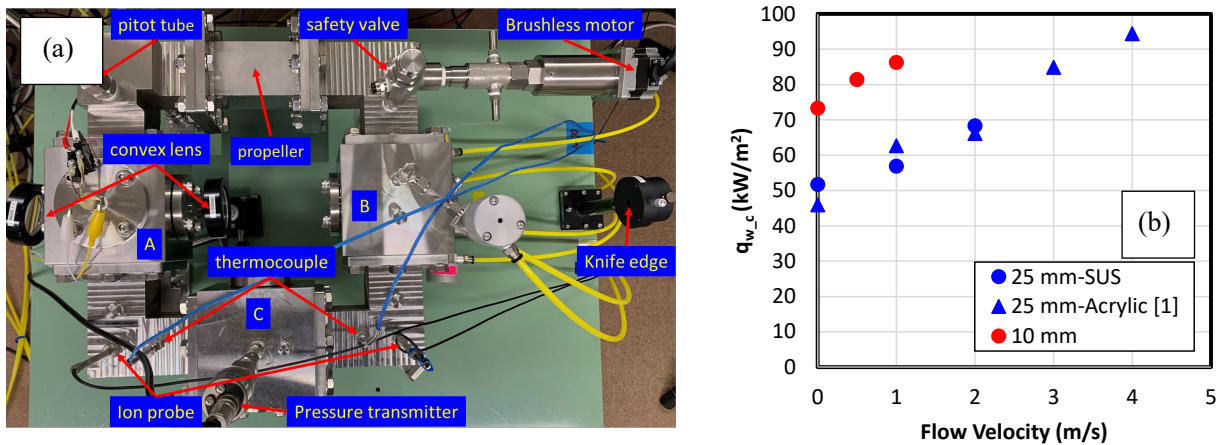 (a)
pitot tube
safety valve
Brushless motor
convex lens
propeller
A
B
thermocouple
Knife edge
C
Ion probe
Pressure transmitter
q_w_c (kW/m²)
100
90
80
70
60
50
40
30
20
10
0
(b)
25 mm-SUS
25 mm-Acrylic [1]
10 mm
0 1 2 3 4 5
Flow Velocity (m/s)